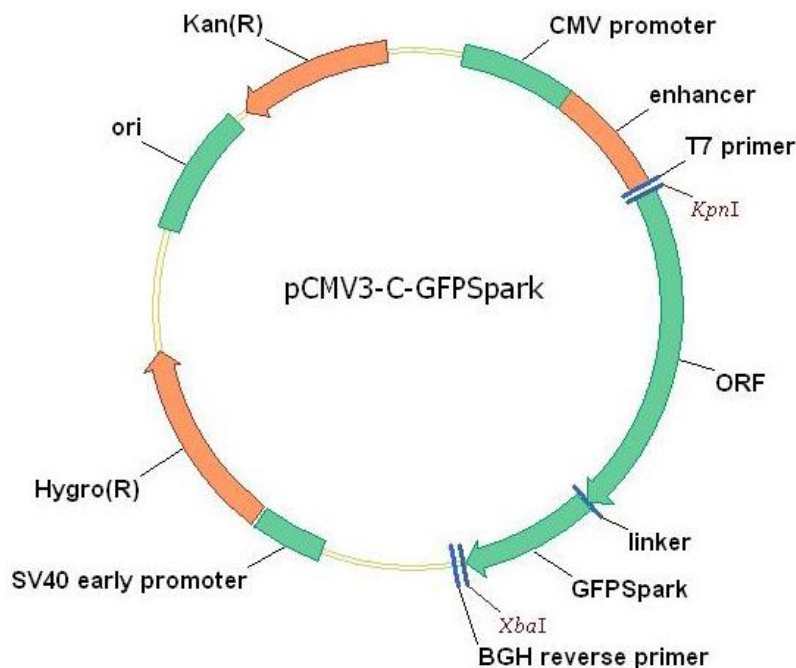 Kan(R)
CMV promoter
enhancer
ori
T7 primer
KpnI
pCMV3-C-GFPSpark
ORF
Hygro(R)
linker
SV40 early promoter
GFPSpark
XbaI
BGH reverse primer